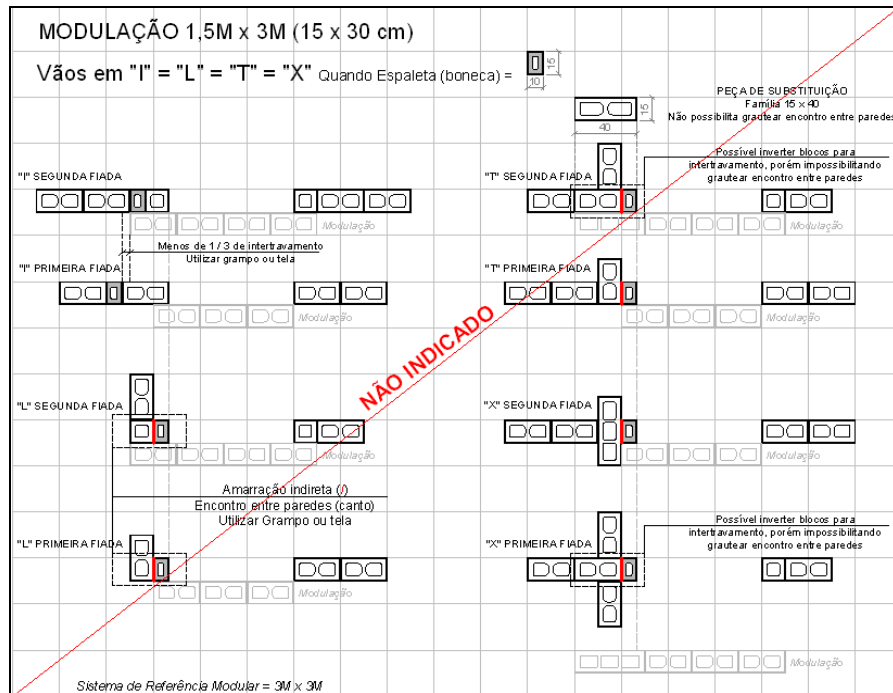 MODULAÇÃO 1,5M x 3M (15 x 30 cm)
Vãos em "I" = "L" = "T" = "X" Quando Espaleta (boneca) =
15
10
PEÇA DE SUBSTITUIÇÃO
Família 15 x 40
Não possibilita grautear encontro entre paredes
15
40
Possível inverter blocos para
intertravamento, porém impossibilitando
grautear encontro entre paredes
"I" SEGUNDA FIADA
"T" SEGUNDA FIADA
Modulação
Modulação
Menos de 1 / 3 de intertravamento
Utilizar grampo ou tela
"I" PRIMEIRA FIADA
"T" PRIMEIRA FIADA
Modulação
Modulação
NÃO INDICADO
"L" SEGUNDA FIADA
"X" SEGUNDA FIADA
Modulação
Modulação
Amarração indireta (/)
Encontro entre paredes (canto)
Utilizar Grampo ou tela
Possível inverter blocos para
intertravamento, porém impossibilitando
grautear encontro entre paredes
"L" PRIMEIRA FIADA
"X" PRIMEIRA FIADA
Modulação
Modulação
Sistema de Referência Modular = 3M X 3M